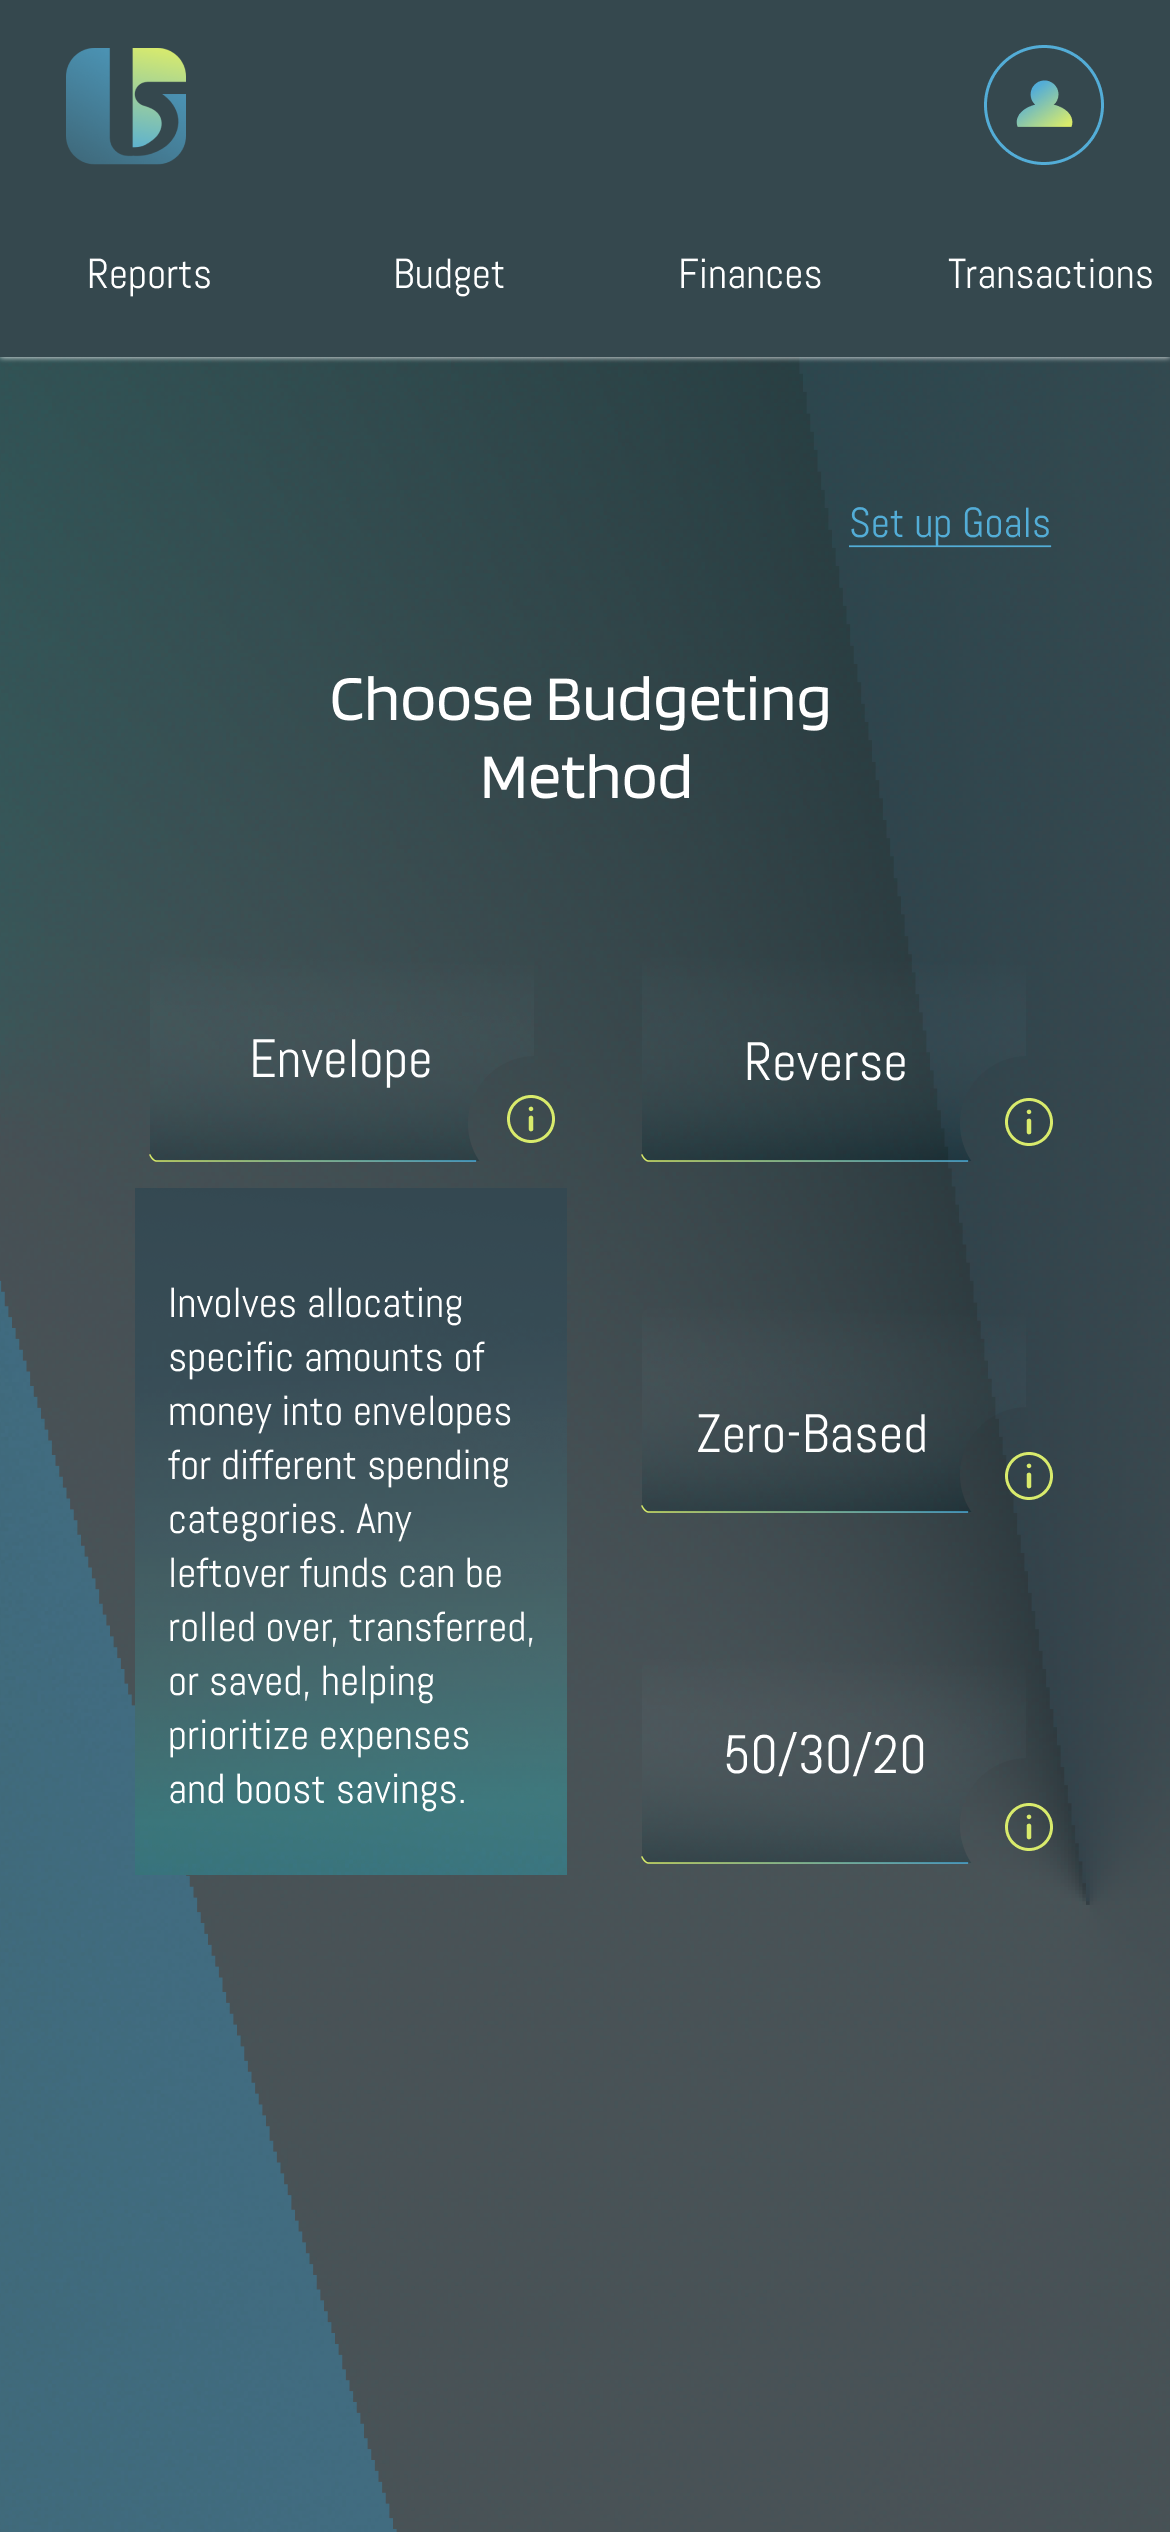 Reports
Budget
Finances
Transactions
Set up Goals
Choose Budgeting
Method
Envelope
Reverse
Involves allocating
specific amounts of
money into envelopes
for different spending
categories. Any
leftover funds can be
rolled over, transferred,
or saved, helping
prioritize expenses
and boost savings.
Zero-Based
50/30/20